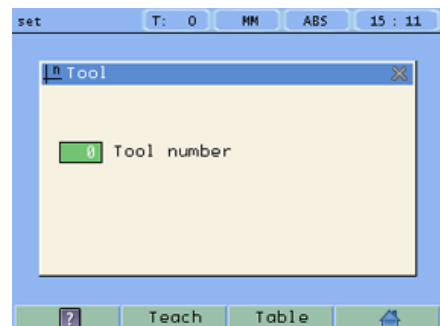 set T: 0 MM ABS 15 : 11
n Tool
0 Tool number
? Teach Table